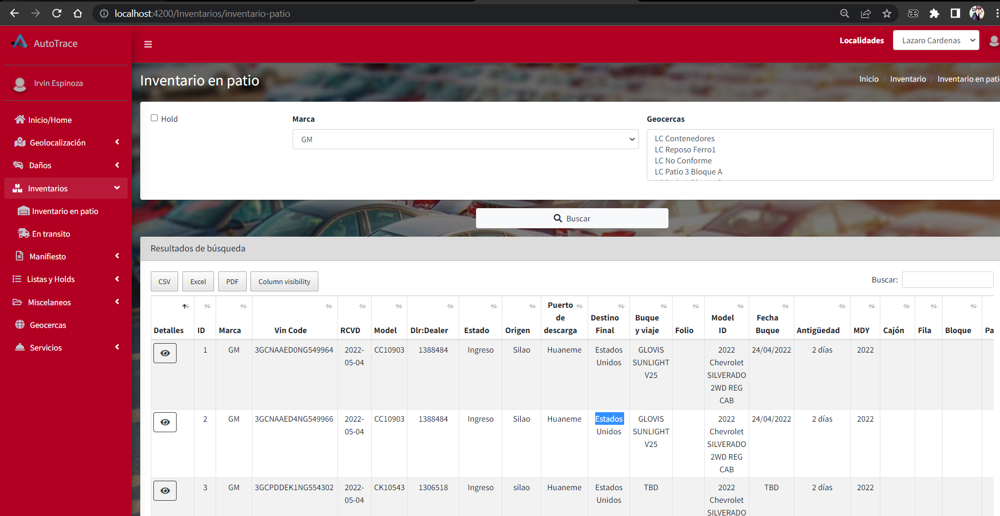 localhost:4200/Inventarios/inventario-patio
AutoTrace
Localidades
Lazaro Cardenas
Irvin Espinoza
Inventario en patio
Inicio / Inventario / Inventario en pati
Inicio/Home
Geolocalización
Daños
Inventarios
Inventario en patio
En transito
Manifiesto
Listas y Holds
Miscelaneos
Geocercas
Servicios
Hold
Marca
GM
Geocercas
LC Contenedores
LC Reposo Ferro1
LC No Conforme
LC Patio 3 Bloque A
Buscar
Resultados de búsqueda
CSV Excel PDF Column visibility
Buscar:
Detalles ID Marca Vin Code RCVD Model Dlr:Dealer Estado Origen Puerto de descarga Destino Final Buque y viaje Folio Model ID Fecha Buque Antigüedad MDY Cajón Fila Bloque Pa
1 GM 3GCNAAED0NG549964 2022-05-04 CC10903 1388484 Ingreso Silao Huaneme Estados Unidos GLOVIS SUNLIGHT V25 2022 Chevrolet SILVERADO 2WD REG CAB 24/04/2022 2 días 2022
2 GM 3GCNAAED4NG549966 2022-05-04 CC10903 1388484 Ingreso Silao Huaneme Estados Unidos GLOVIS SUNLIGHT V25 2022 Chevrolet SILVERADO 2WD REG CAB 24/04/2022 2 días 2022
3 GM 3GCPDDEK1NG554302 2022-05-04 CK10543 1306518 Ingreso silao Huaneme Estados Unidos TBD 2022 Chevrolet SILVERADO TBD 2 días 2022